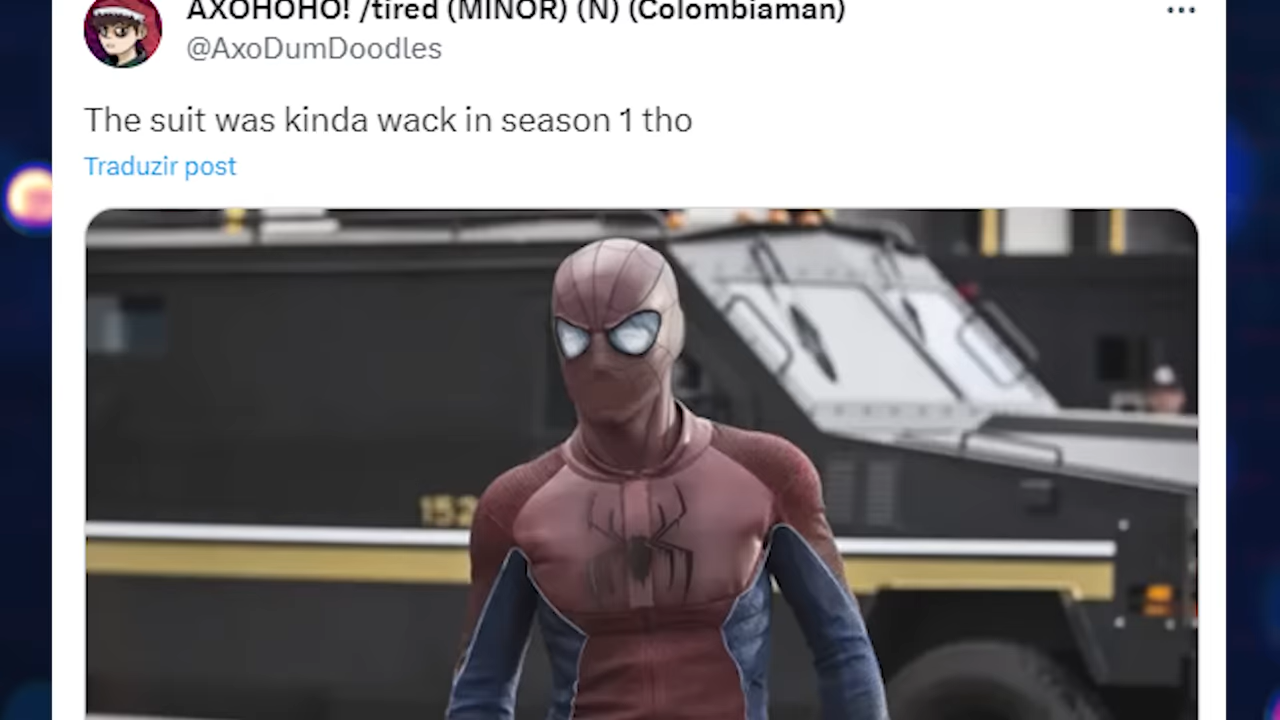 AXOHOHO! /tired (MINOR) (N) (Colombiaman)
@AxoDumDoodles
The suit was kinda wack in season 1 tho
Traduzir post
152